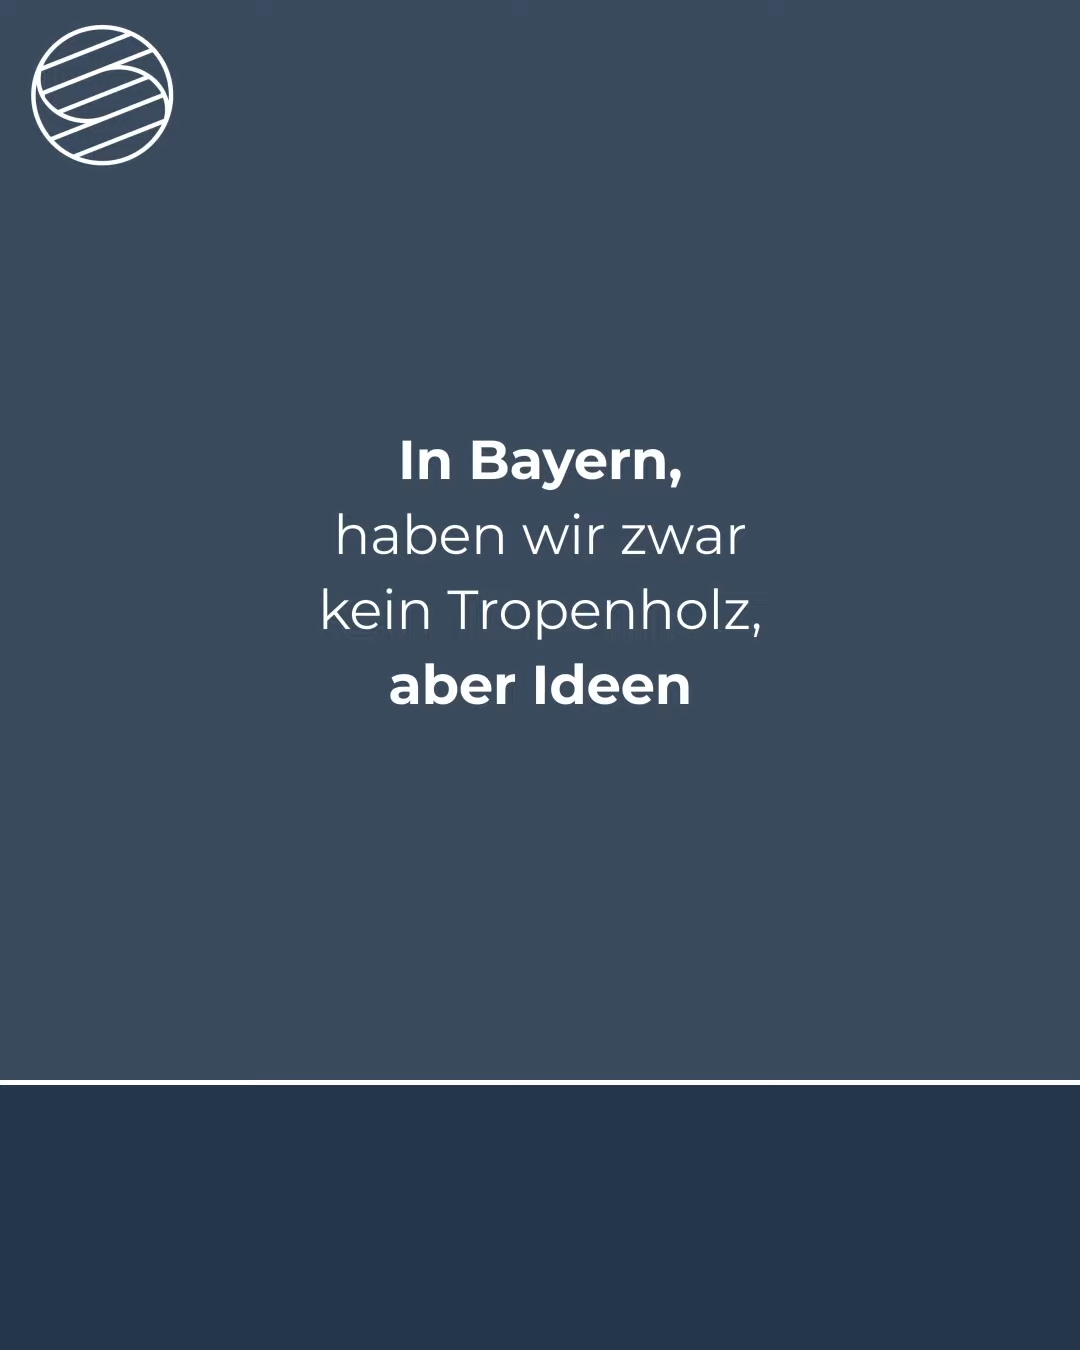 In Bayern,
haben wir zwar
kein Tropenholz,
aber Ideen